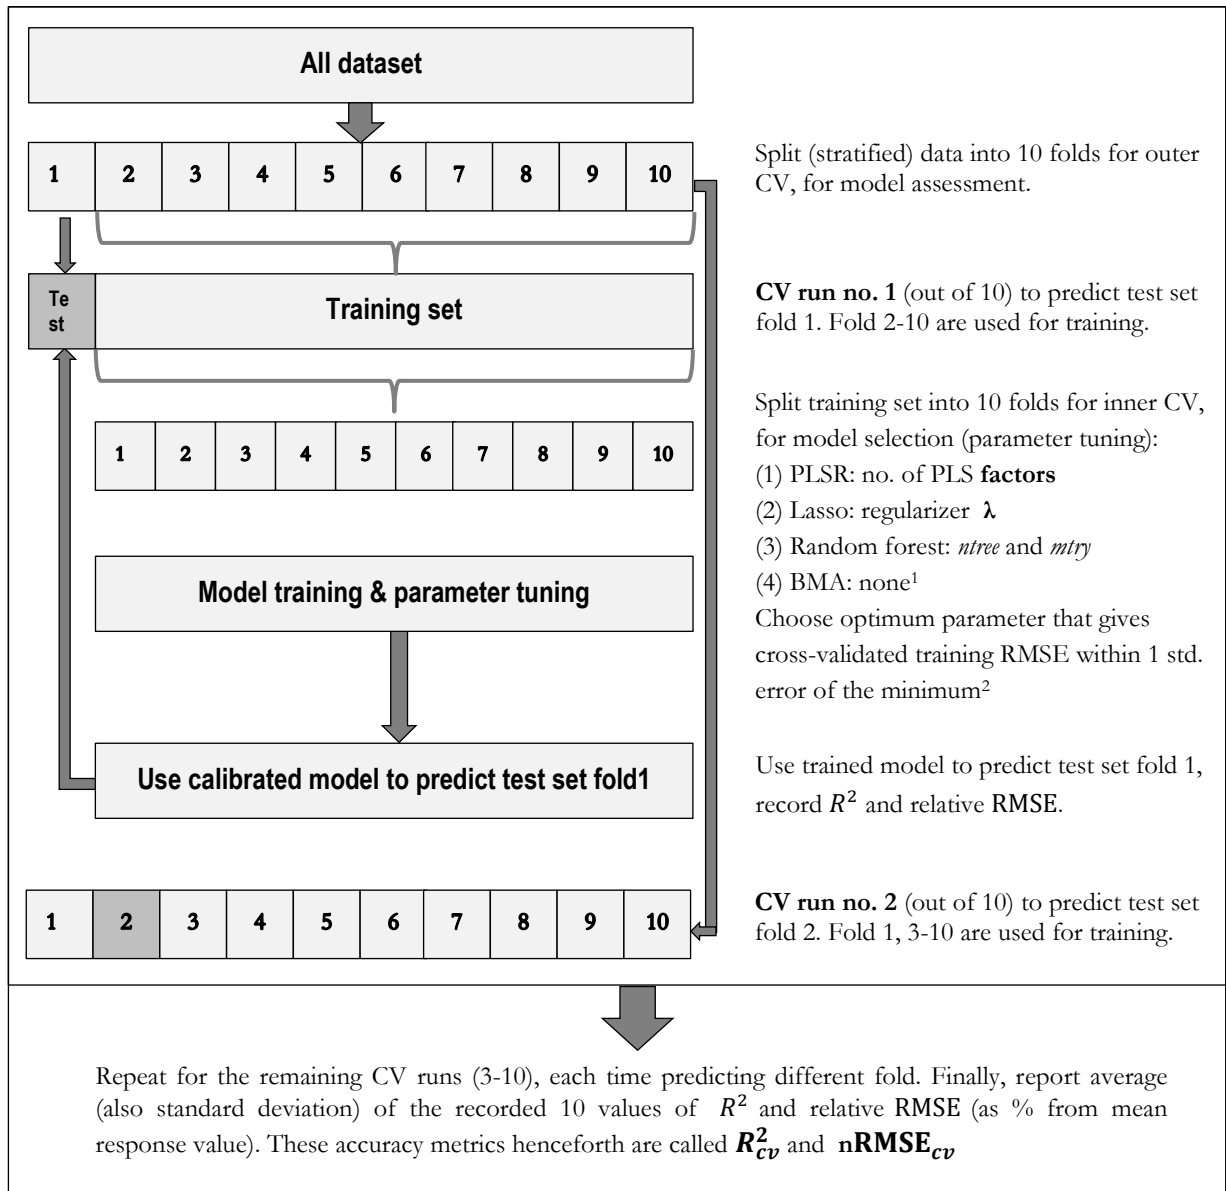 All dataset
1 2 3 4 5 6 7 8 9 10
Split (stratified) data into 10 folds for outer
CV, for model assessment.
Te
st
Training set
CV run no. 1 (out of 10) to predict test set
fold 1. Fold 2-10 are used for training.
1 2 3 4 5 6 7 8 9 10
Split training set into 10 folds for inner CV,
for model selection (parameter tuning):
(1) PLSR: no. of PLS factors
(2) Lasso: regularizer λ
(3) Random forest: ntree and mtry
(4) BMA: none¹
Choose optimum parameter that gives
cross-validated training RMSE within 1 std.
error of the minimum²
Model training & parameter tuning
Use calibrated model to predict test set fold1
Use trained model to predict test set fold 1,
record R² and relative RMSE.
1 2 3 4 5 6 7 8 9 10
CV run no. 2 (out of 10) to predict test set
fold 2. Fold 1, 3-10 are used for training.
Repeat for the remaining CV runs (3-10), each time predicting different fold. Finally, report average
(also standard deviation) of the recorded 10 values of R² and relative RMSE (as % from mean
response value). These accuracy metrics henceforth are called R²cv and nRMSEcv